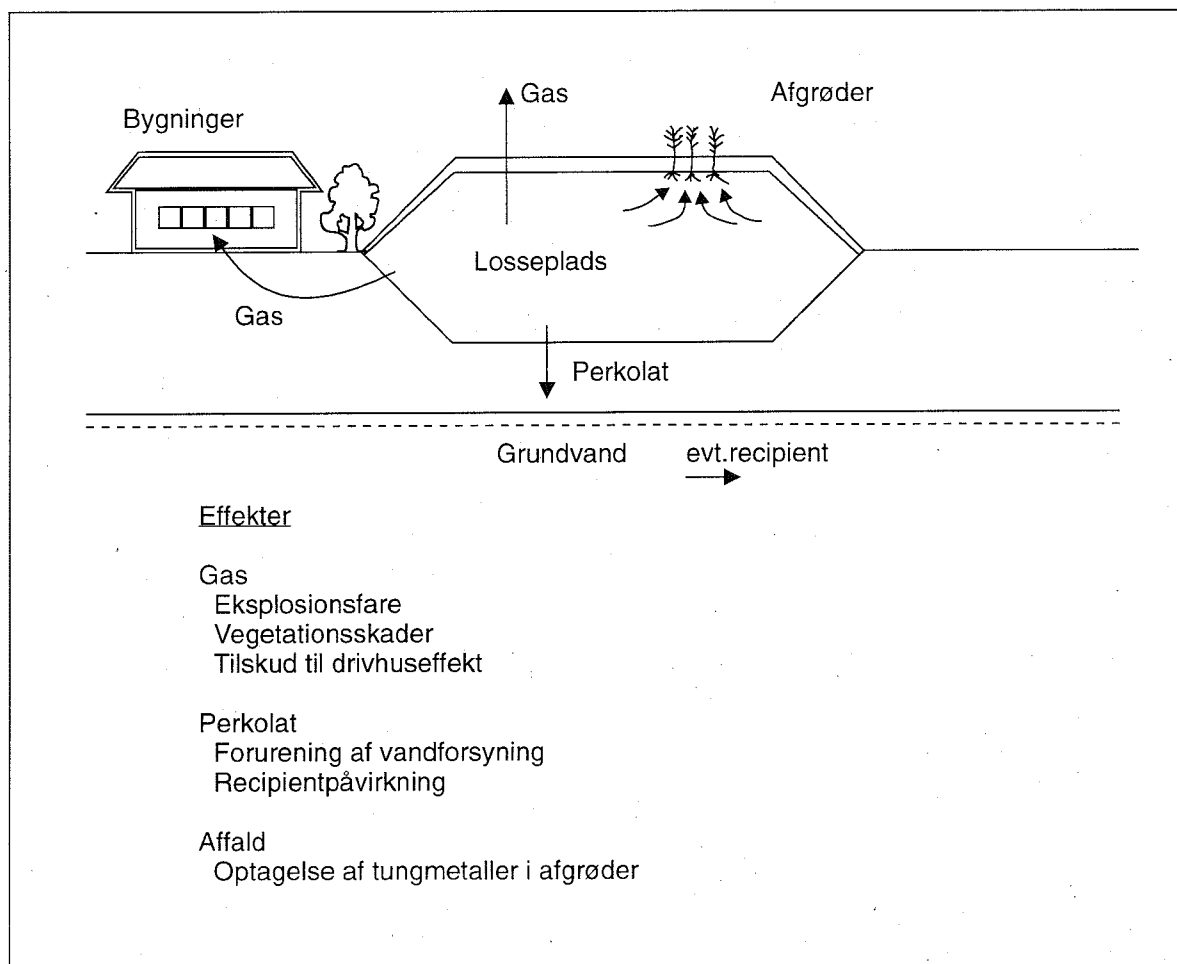 Gas
Afgrøder
Bygninger
Losseplads
Gas
Perkolat
Grundvand evt.recipient
Effekter
Gas
Eksplosionsfare
Vegetationsskader
Tilskud til drivhuseffekt
Perkolat
Forurening af vandforsyning
Recipientpåvirkning
Affald
Optagelse af tungmetaller i afgrøder